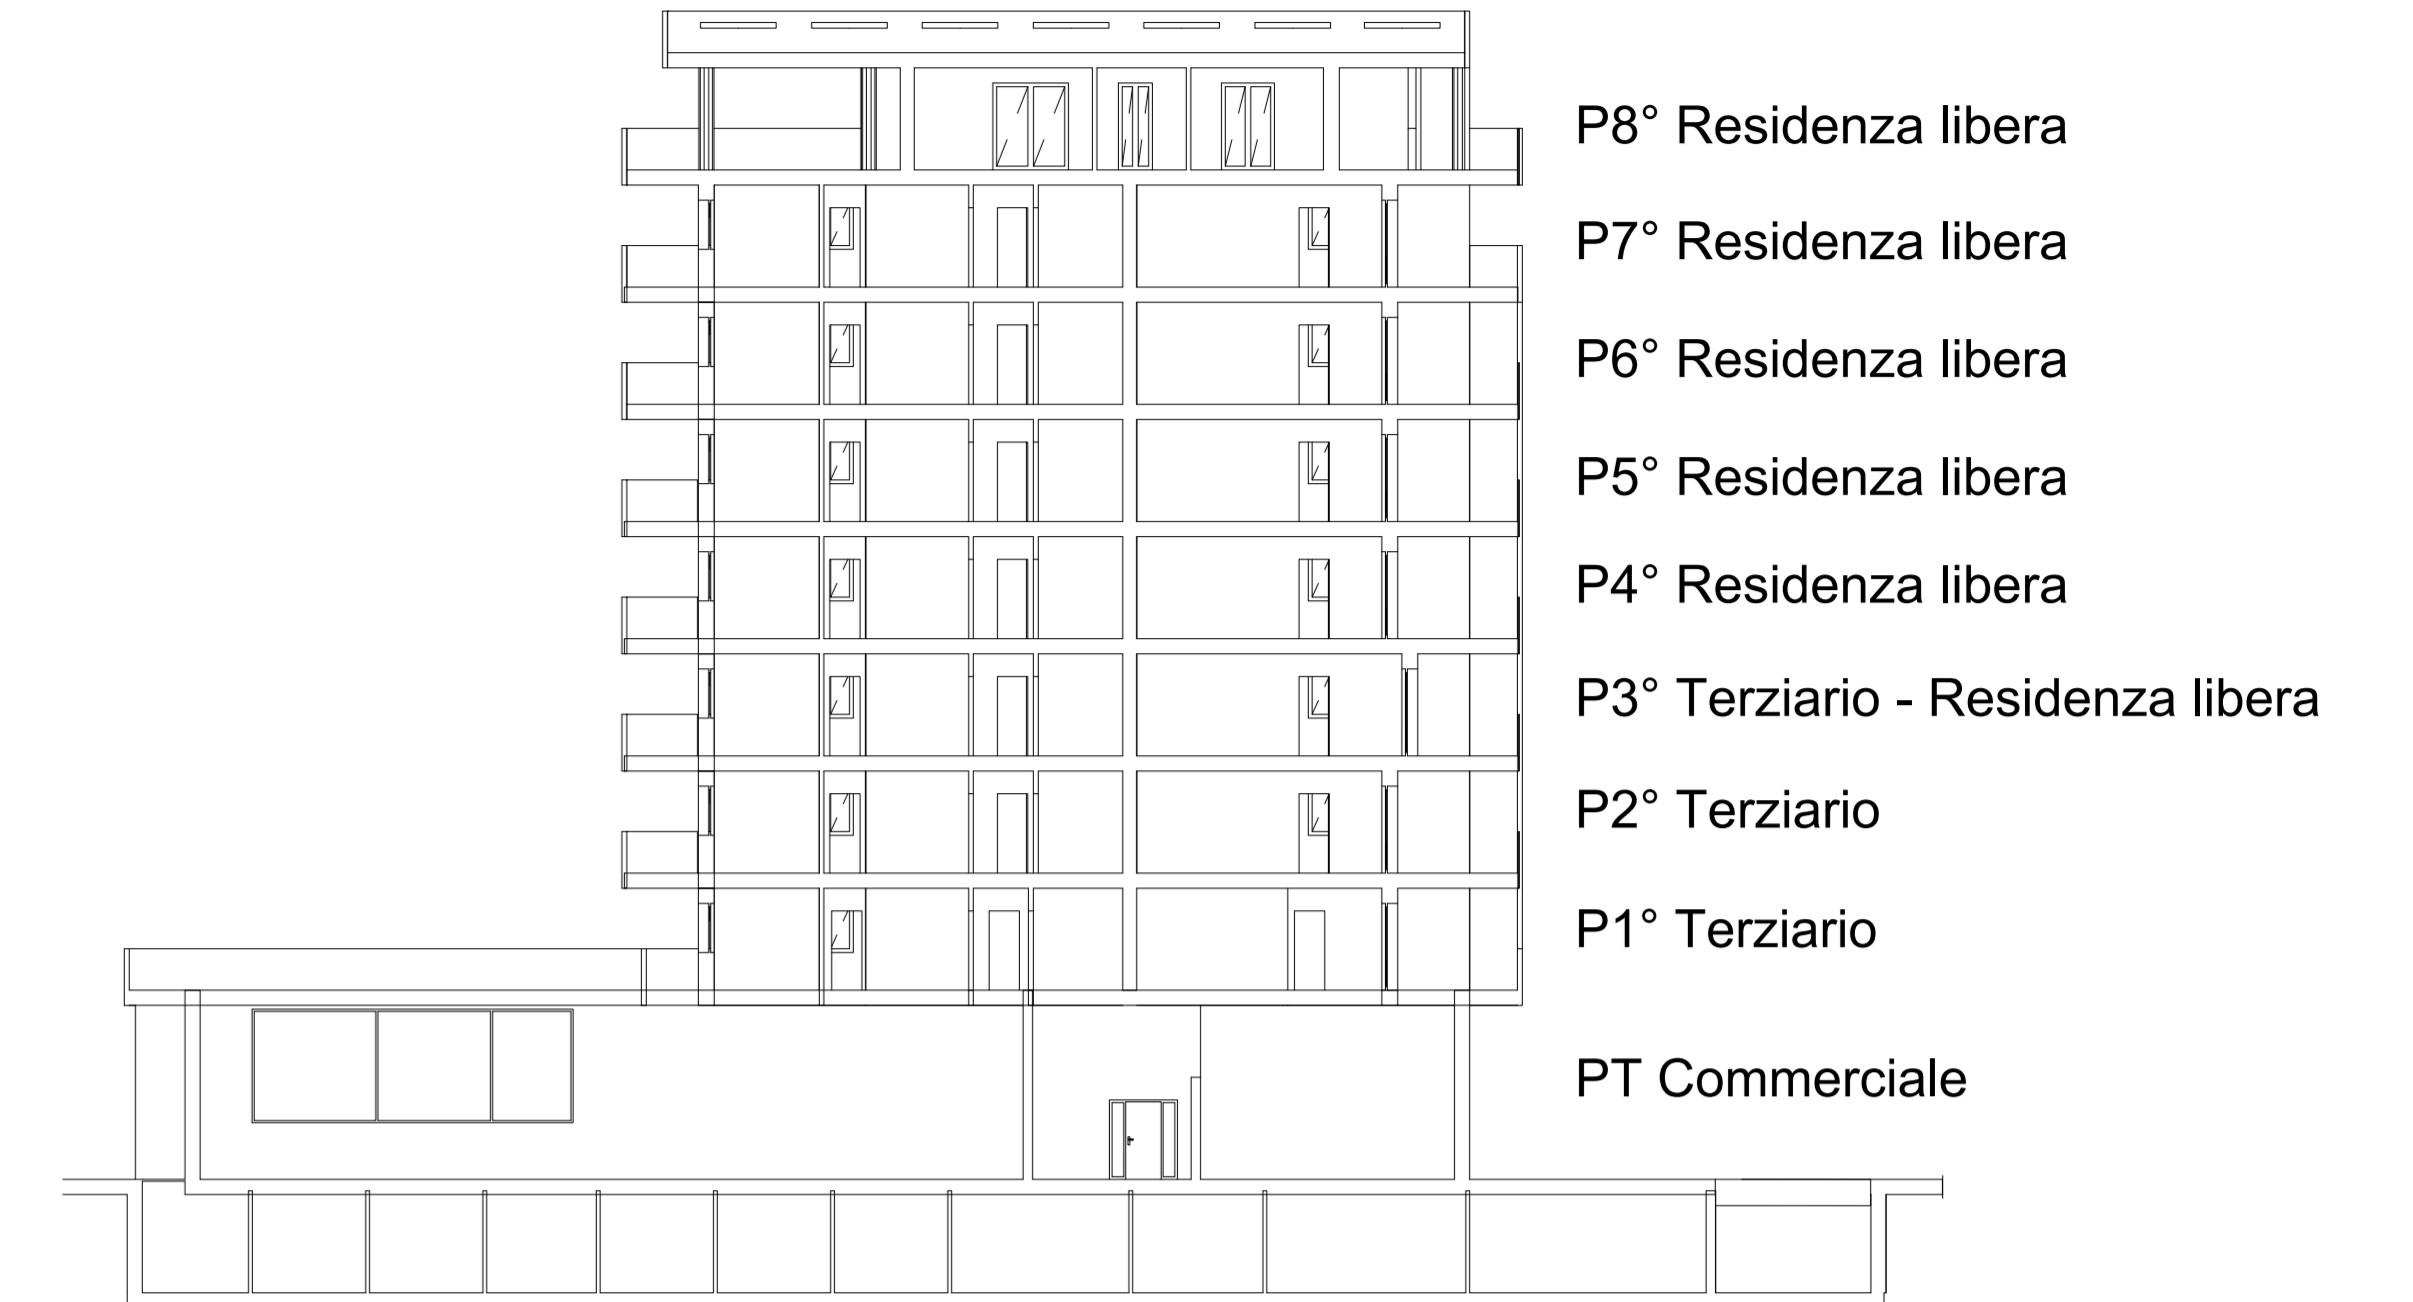 P8° Residenza libera
P7° Residenza libera
P6° Residenza libera
P5° Residenza libera
P4° Residenza libera
P3° Terziario - Residenza libera
P2° Terziario
P1° Terziario
PT Commerciale